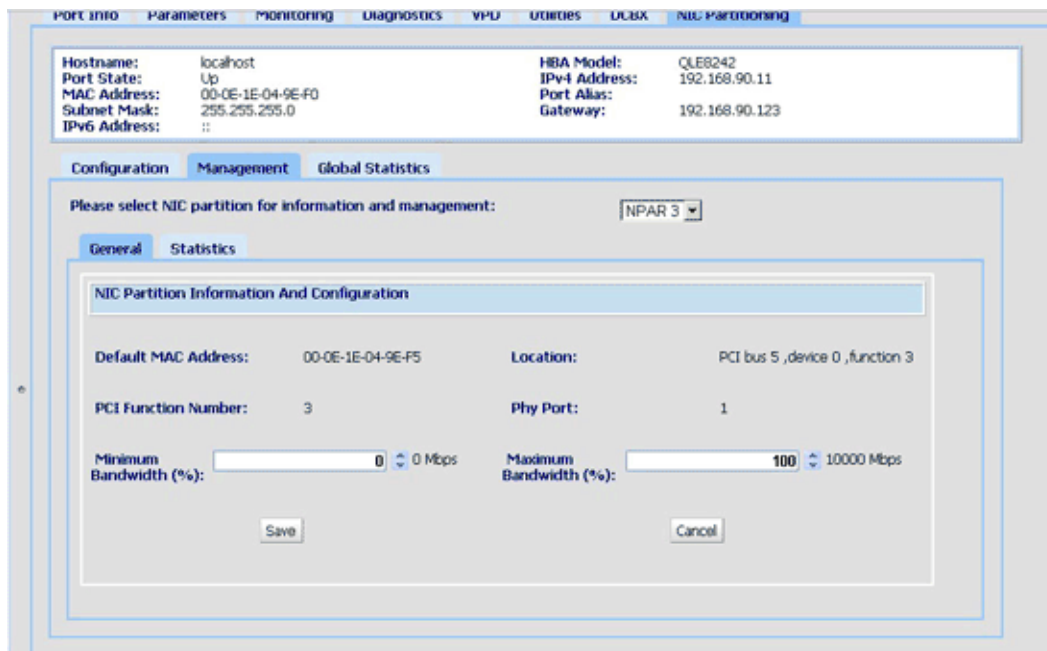 Port Info Parameters Monitoring Diagnostics VPD Utilities DCBX NIC Partitioning
Hostname: localhost HBA Model: QLE8242
Port State: Up IPv4 Address: 192.168.90.11
MAC Address: 00-0E-1E-04-9E-F0 Port Alias:
Subnet Mask: 255.255.255.0 Gateway: 192.168.90.123
IPv6 Address: ::
Configuration Management Global Statistics
Please select NIC partition for information and management: NPAR 3
General Statistics
NIC Partition Information And Configuration
Default MAC Address: 00-0E-1E-04-9E-F5 Location: PCI bus 5 ,device 0 ,function 3
PCI Function Number: 3 Phy Port: 1
Minimum Bandwidth (%): 0 0 Mbps Maximum Bandwidth (%): 100 10000 Mbps
Save Cancel